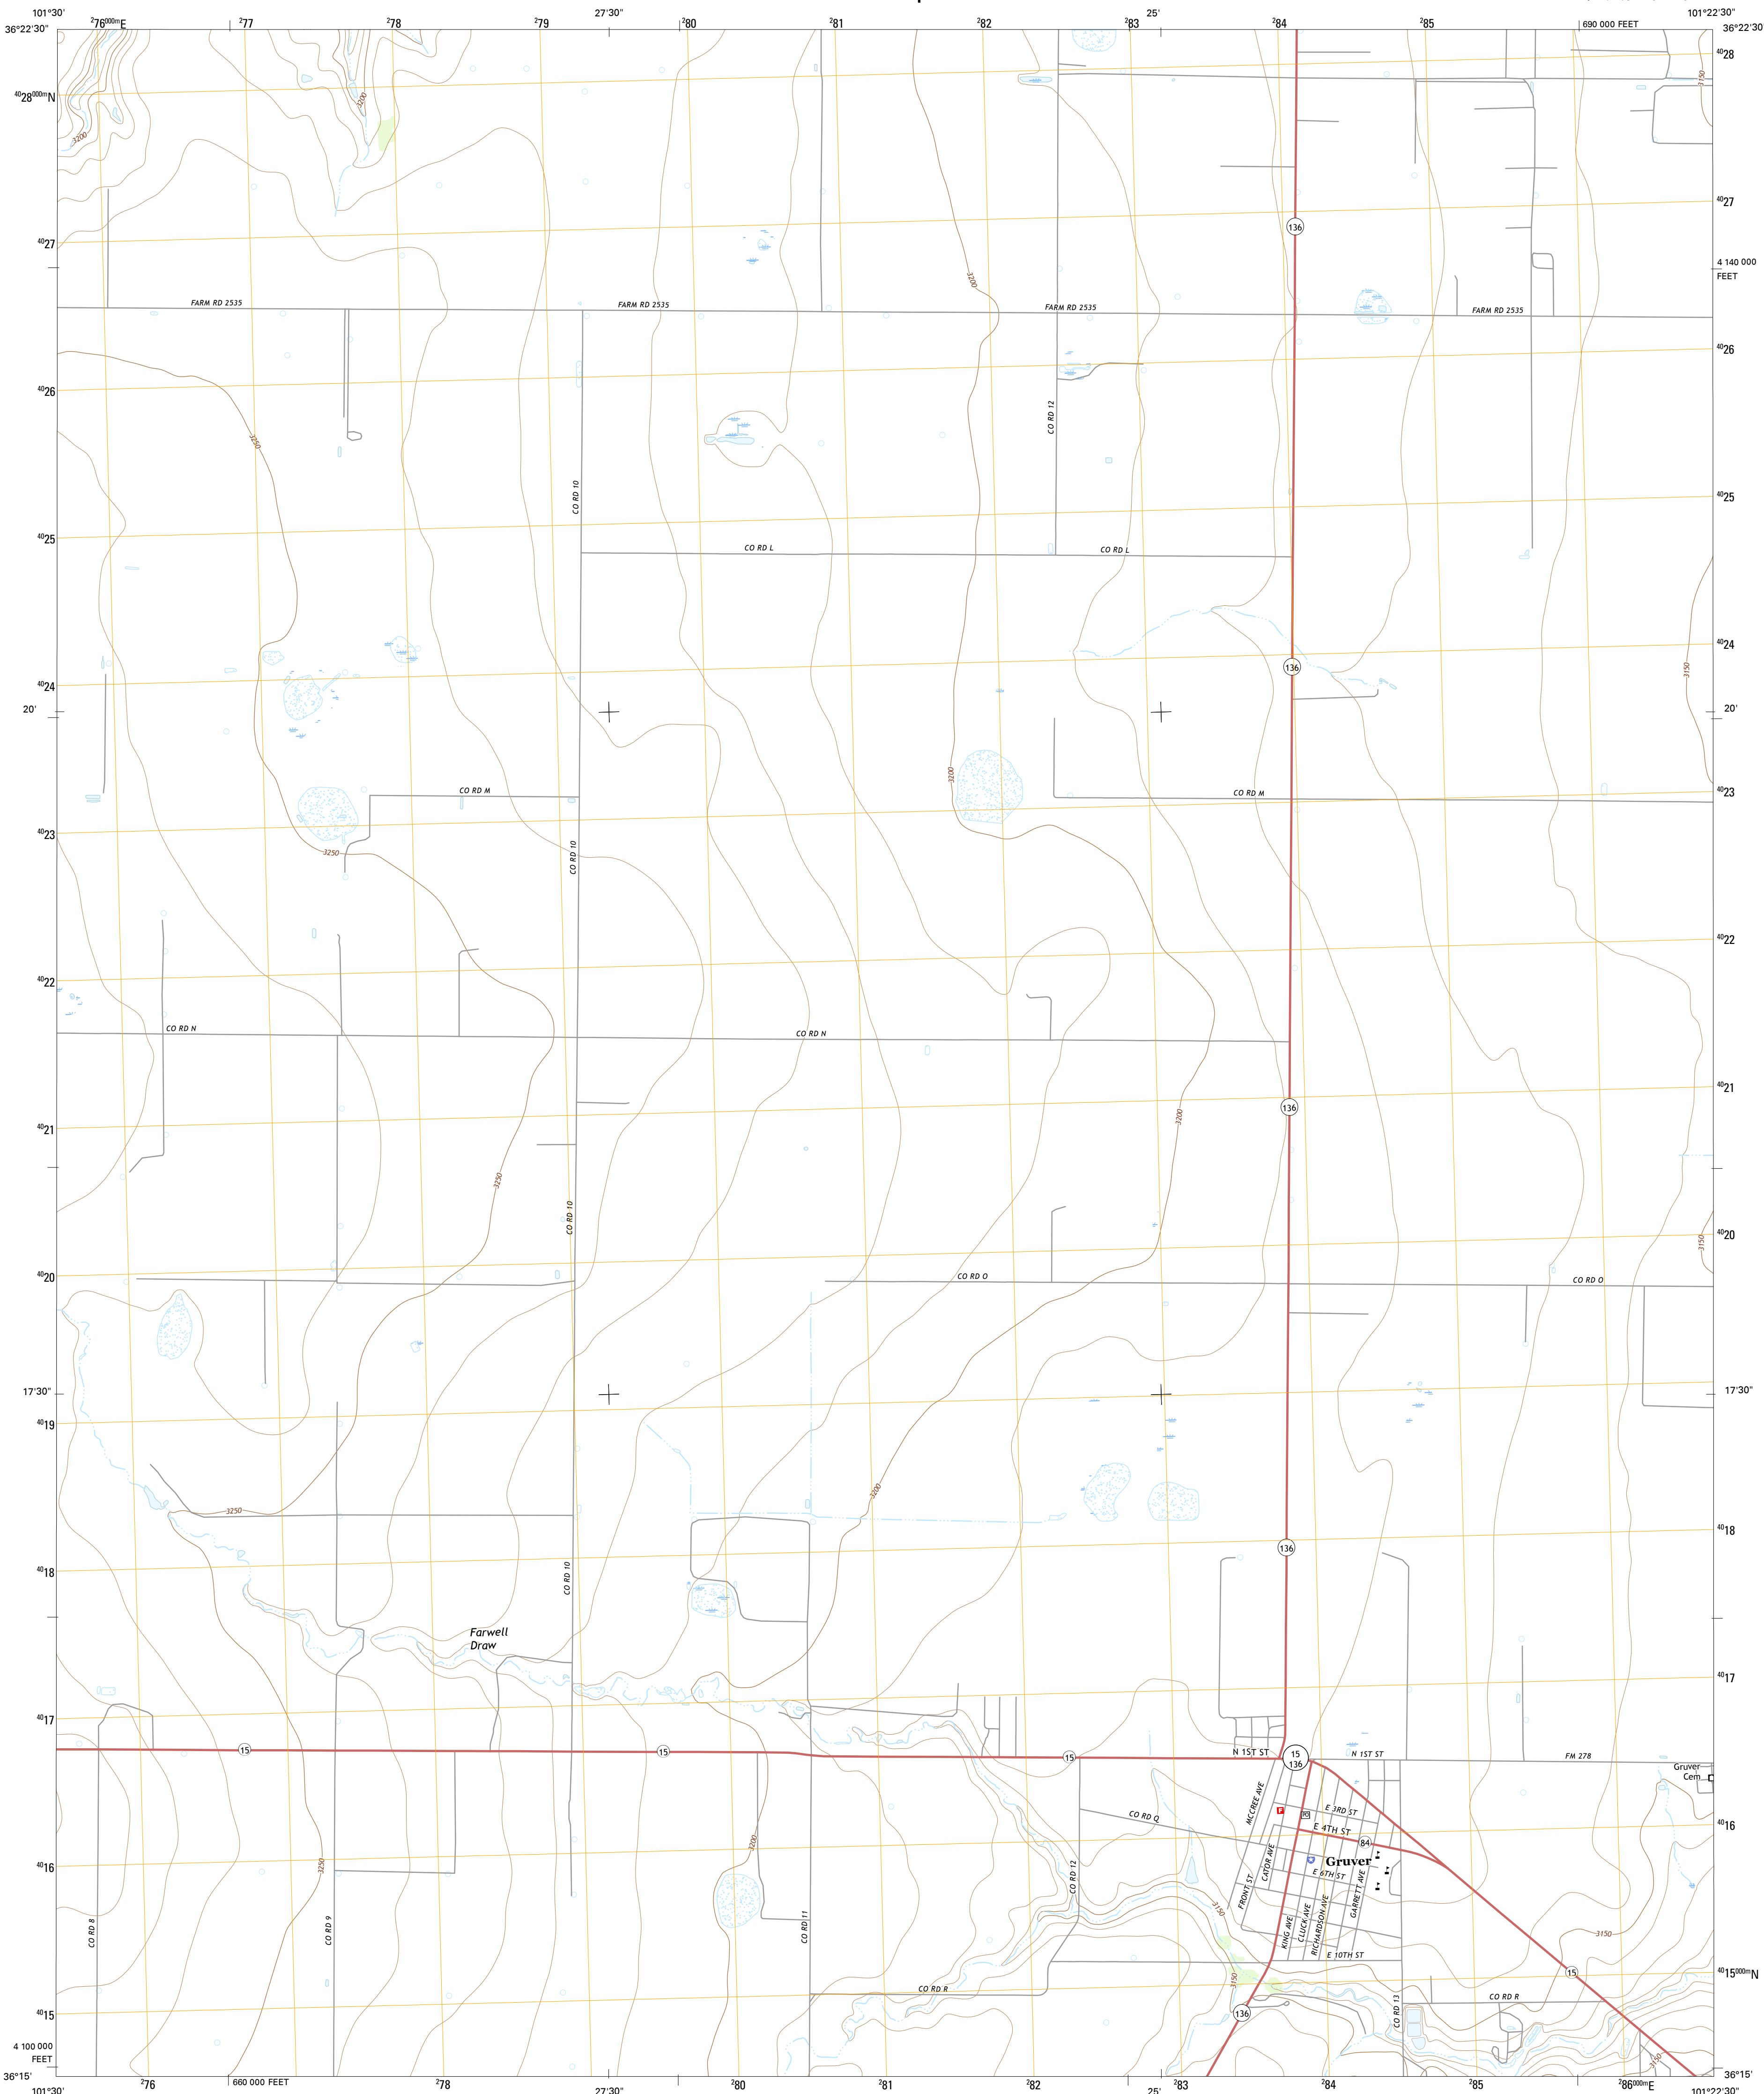 101°30'
²76⁰⁰⁰ᵐE
²77
²78
²79
27'30"
²80
²81
²82
²83
25'
²84
²85
690 000 FEET
101°22'30"
36°22'30"
36°22'30
⁴⁰28
⁴⁰28⁰⁰⁰ᵐN
3150
3200
3200
⁴⁰27
136
⁴⁰27
4 140 000
FEET
3200
FARM RD 2535
FARM RD 2535
FARM RD 2535
FARM RD 2535
⁴⁰26
⁴⁰26
CO RD 12
3250
CO RD 10
⁴⁰25
⁴⁰25
CO RD L
CO RD L
⁴⁰24
136
3150
⁴⁰24
20'
20'
3200
CO RD M
CO RD M
⁴⁰23
⁴⁰23
3250
CO RD 10
⁴⁰22
⁴⁰22
CO RD N
CO RD N
⁴⁰21
136
3200
⁴⁰21
3250
CO RD 10
⁴⁰20
3150
⁴⁰20
CO RD O
CO RD O
17'30"
17'30"
⁴⁰19
3200
3250
⁴⁰18
136
⁴⁰18
CO RD 10
Farwell
Draw
⁴⁰17
⁴⁰17
15
15
15
N 1ST ST
15
136
N 1ST ST
FM 278
Gruver
Cem
MCCREE AVE
E 3RD ST
CO RD Q
E 4TH ST
84
3200
⁴⁰16
⁴⁰16
3250
CO RD 12
CATOR AVE
Gruver
E 6TH ST
FRONT ST
GARRETT AVE
3150
CO RD 8
CO RD 9
CO RD 11
KING AVE
CLUCK AVE
RICHARDSON AVE
3150
E 10TH ST
15
⁴⁰15⁰⁰⁰ᵐN
3150
CO RD R
CO RD R
CO RD 13
136
⁴⁰15
4 100 000
FEET
3150
36°15'
36°15'
101°30'
²76
660 000 FEET
²78
27'30"
²80
²81
²82
25'
²83
²84
²85
²86⁰⁰⁰ᵐE
101°22'30"